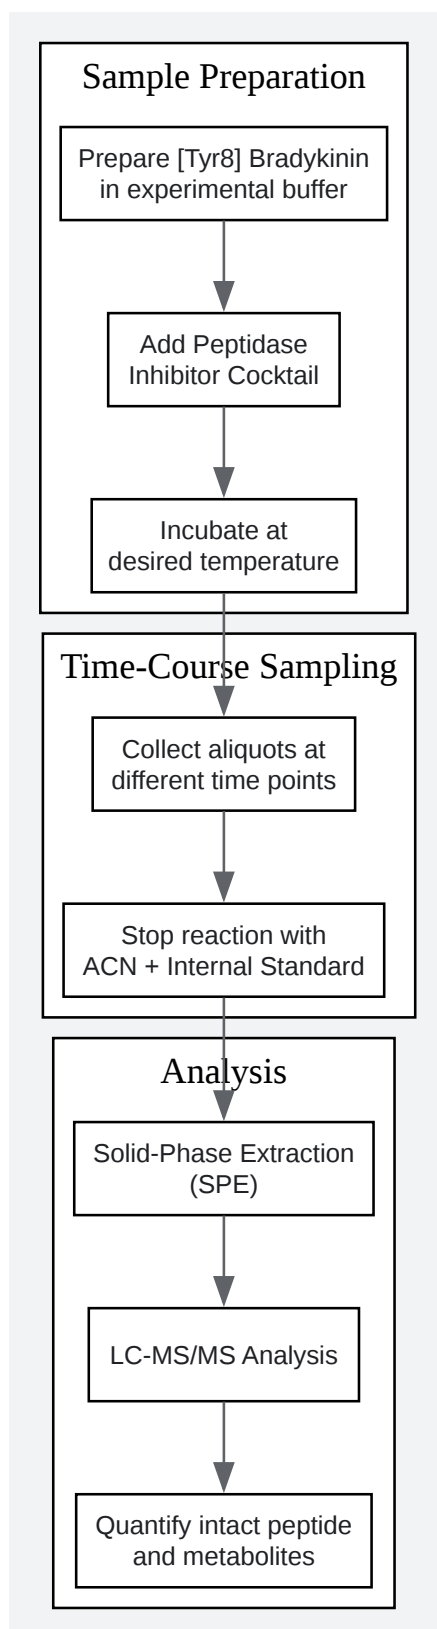 Sample Preparation
Prepare [Tyr8] Bradykinin
in experimental buffer
Add Peptidase
Inhibitor Cocktail
Incubate at
desired temperature
Time-Course Sampling
Collect aliquots at
different time points
Stop reaction with
ACN + Internal Standard
Analysis
Solid-Phase Extraction
(SPE)
LC-MS/MS Analysis
Quantify intact peptide
and metabolites